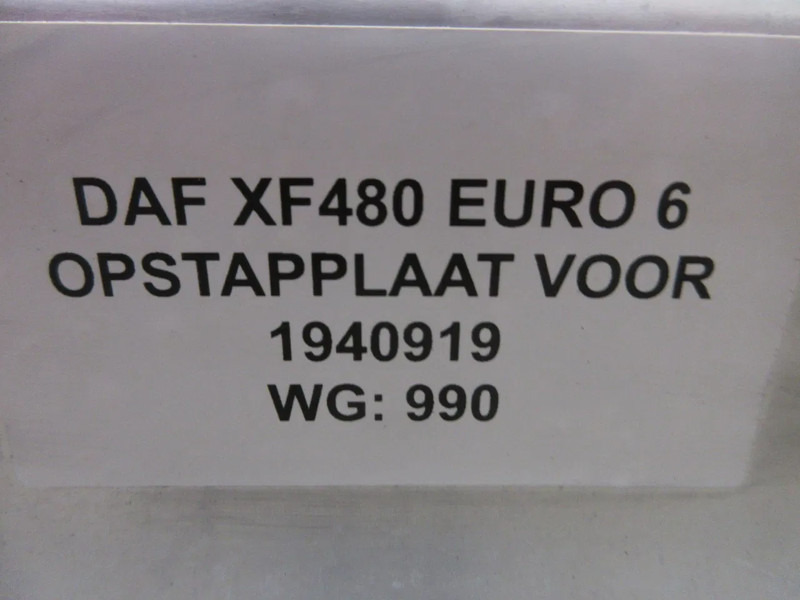 DAF XF480 EURO 6
OPSTAPPLAAT VOOR
1940919
WG: 990